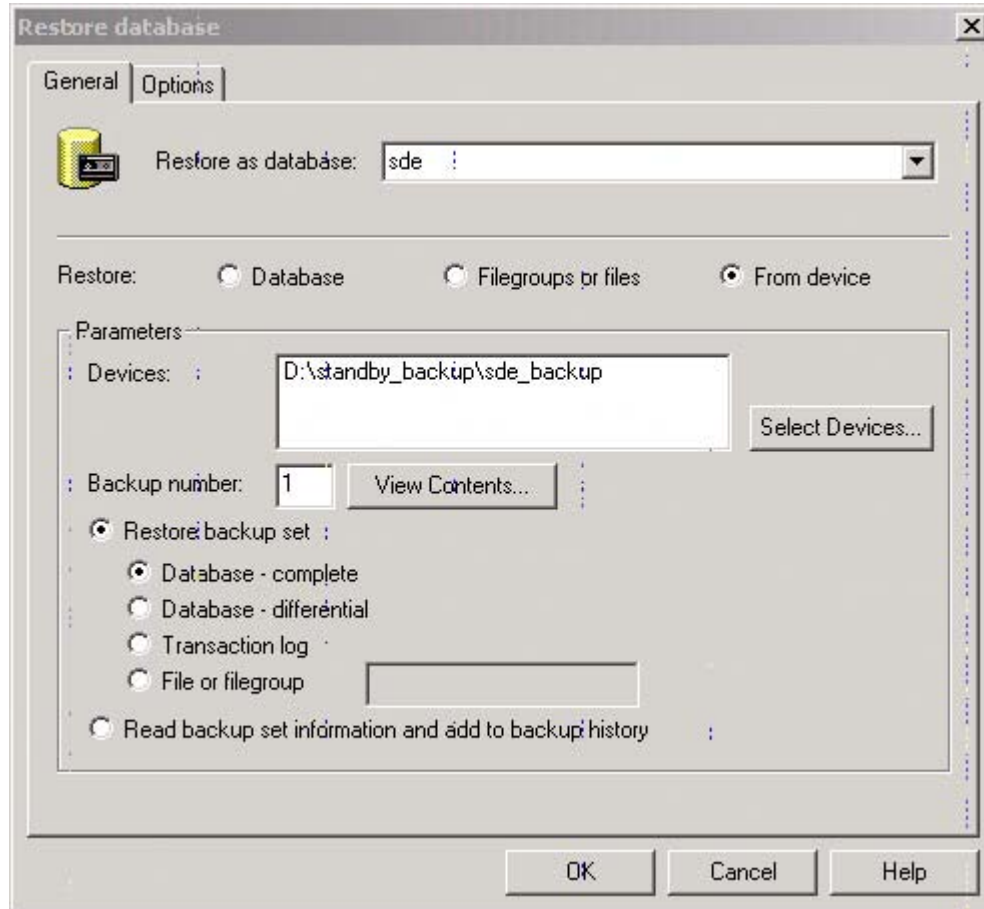 Restore database
General Options
Restore as database: sde
Restore: Database Filegroups or files From device
Parameters
Devices: D:\standby_backup\sde_backup
Select Devices...
Backup number: 1 View Contents...
Restore backup set
Database - complete
Database - differential
Transaction log
File or filegroup
Read backup set information and add to backup history
OK Cancel Help